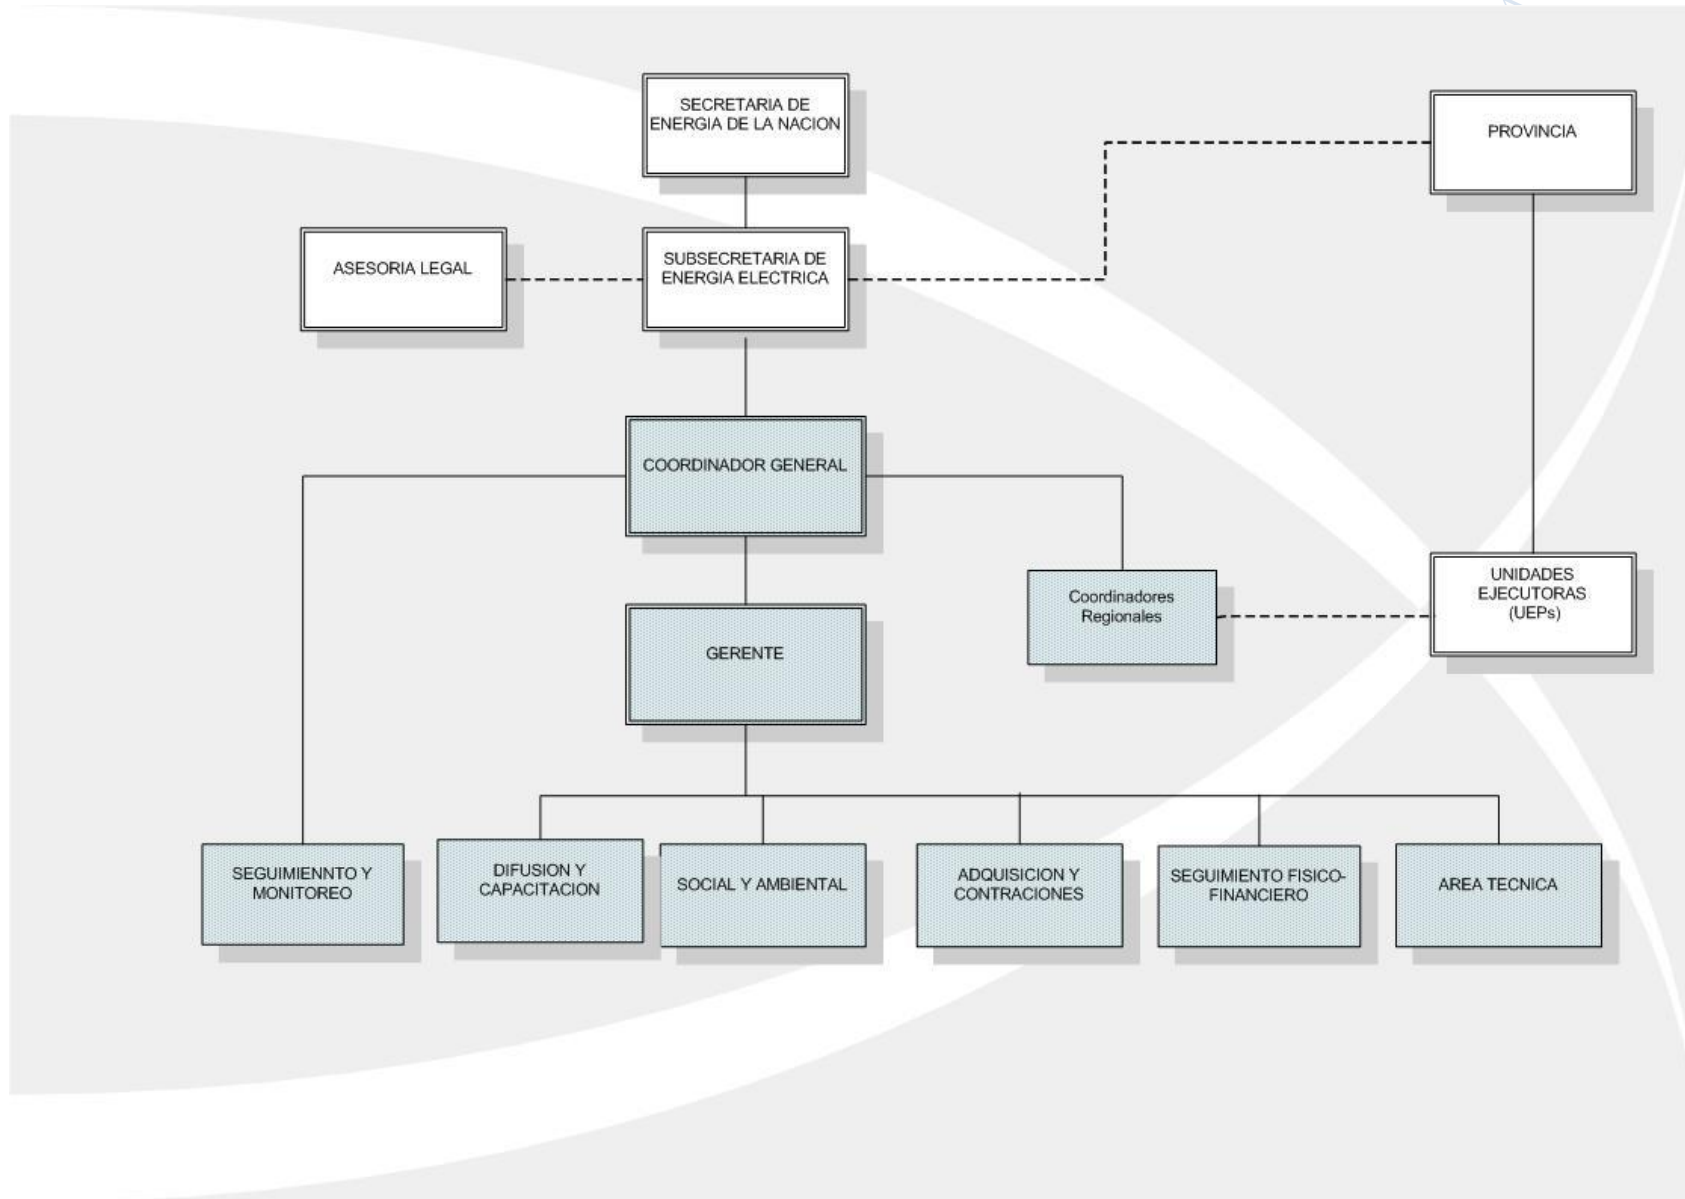 SECRETARIA DE
ENERGIA DE LA NACION
PROVINCIA
ASESORIA LEGAL
SUBSECRETARIA DE
ENERGIA ELECTRICA
COORDINADOR GENERAL
Coordinadores
Regionales
UNIDADES
EJECUTORAS
(UEPs)
GERENTE
SEGUIMIENNTO Y
MONITOREO
DIFUSION Y
CAPACITACION
SOCIAL Y AMBIENTAL
ADQUISICION Y
CONTRACIONES
SEGUIMIENTO FISICO-
FINANCIERO
AREA TECNICA